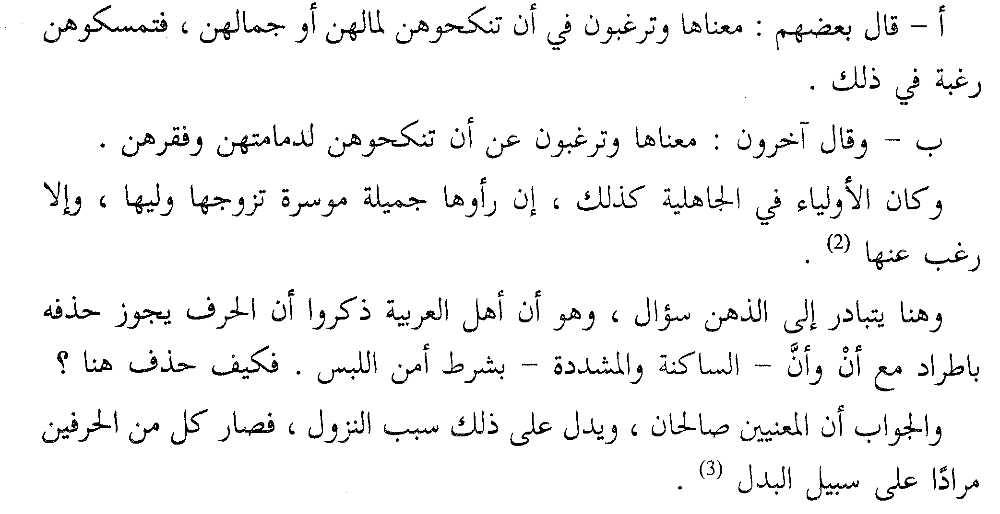 أ – قال بعضهم : معناها وترغبون في أن تنكحوهن لمالهن أو جمالهن ، فتمسكوهن
رغبة في ذلك .
ب – وقال آخرون : معناها وترغبون عن أن تنكحوهن لدمامتهن وفقرهن .
وكان الأولياء في الجاهلية كذلك ، إن رأوها جميلة موسرة تزوجها وليها ، وإلا
رغب عنها (2) .
وهنا يتبادر إلى الذهن سؤال ، وهو أن أهل العربية ذكروا أن الحرف يجوز حذفه
باطراد مع أنْ وأنَّ – الساكنة والمشددة – بشرط أمن اللبس . فكيف حذف هنا ؟
والجواب أن المعنيين صالحان ، ويدل على ذلك سبب النزول ، فصار كل من الحرفين
مرادًا على سبيل البدل (3) .